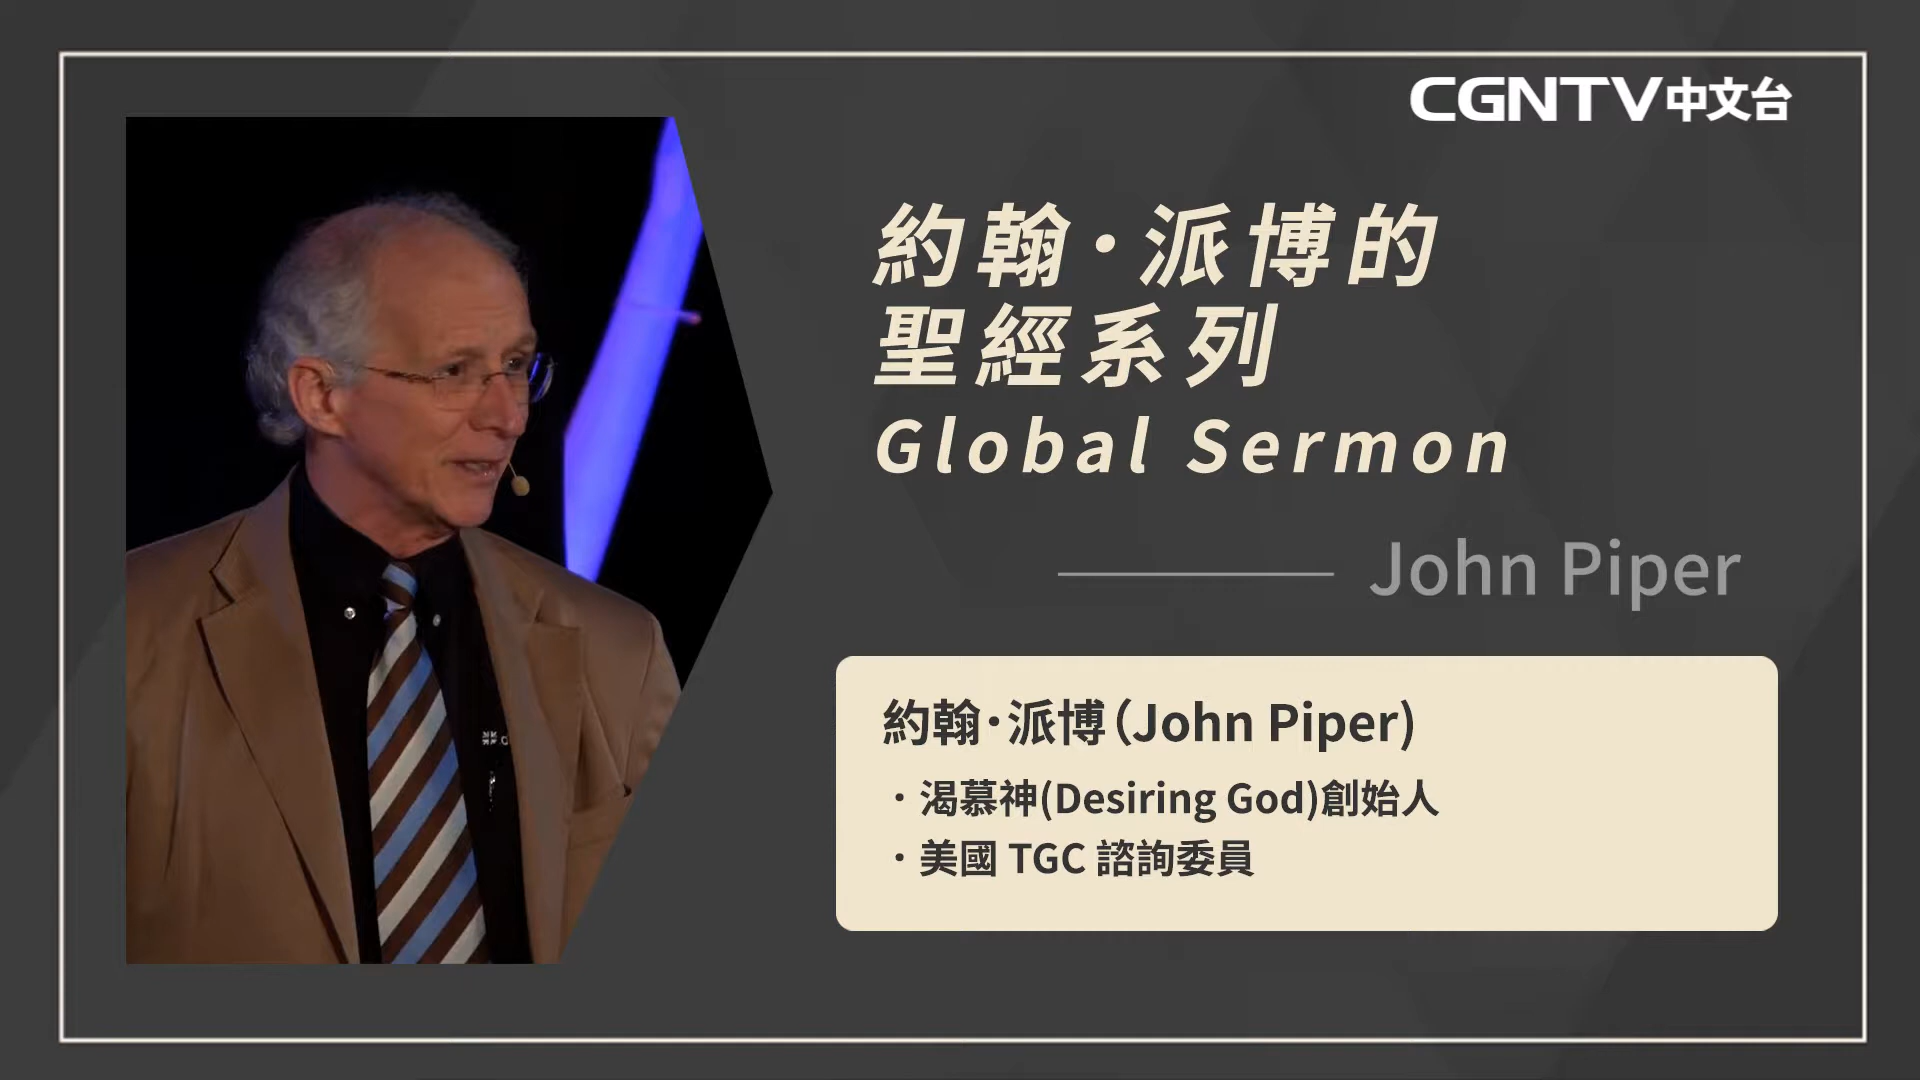 CGNTV中文台
約翰·派博的
聖經系列
Global Sermon
John Piper
約翰·派博(John Piper)
·渴慕神(Desiring God)創始人
·美國 TGC 諮詢委員